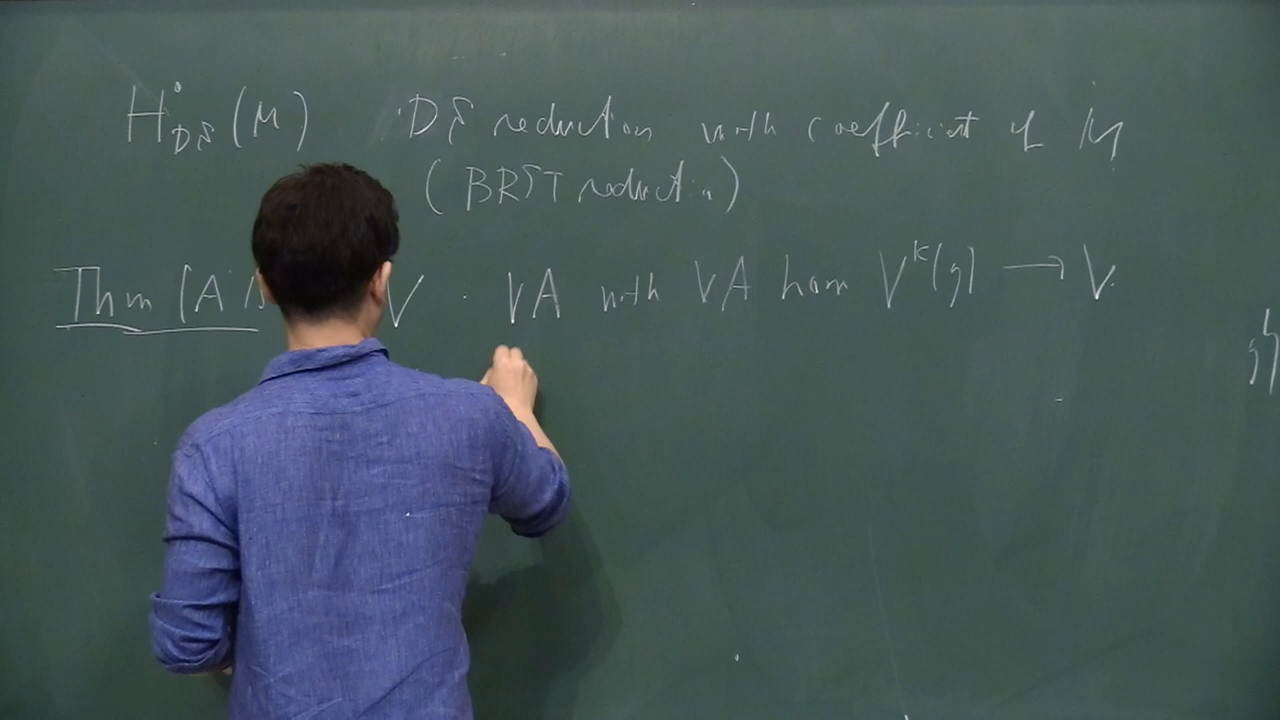 H^•_{DS}(M) DS reduction with coefficient of M
(BRST reduction)
Thm [A V . VA with VA hom V^k(g) → V.